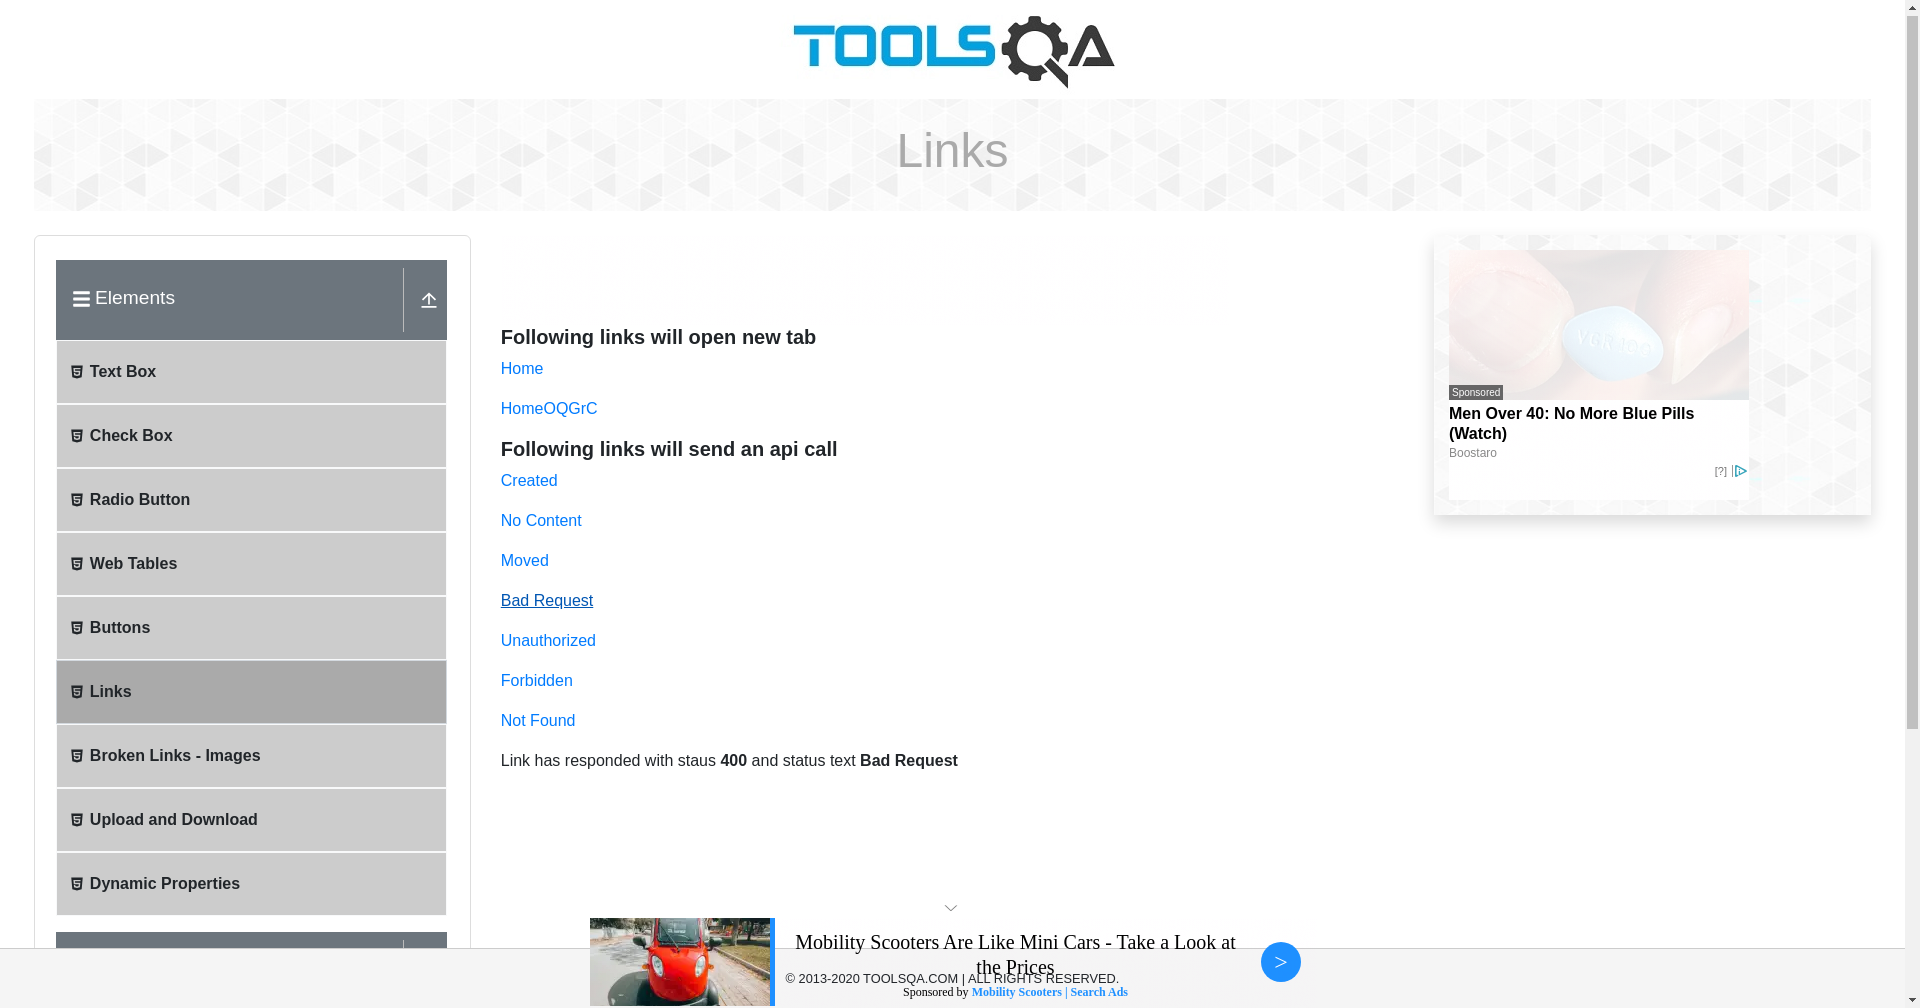 TOOLSQA
Links
Elements
Text Box
Check Box
Radio Button
Web Tables
Buttons
Links
Broken Links - Images
Upload and Download
Dynamic Properties
Following links will open new tab
Home
HomeOQGrC
Following links will send an api call
Created
No Content
Moved
Bad Request
Unauthorized
Forbidden
Not Found
Link has responded with staus 400 and status text Bad Request
VGR100
Sponsored
Men Over 40: No More Blue Pills
(Watch)
Boostaro
[?]
Mobility Scooters Are Like Mini Cars - Take a Look at
the Prices
>
© 2013-2020 TOOLSQA.COM | ALL RIGHTS RESERVED.
Sponsored by Mobility Scooters | Search Ads